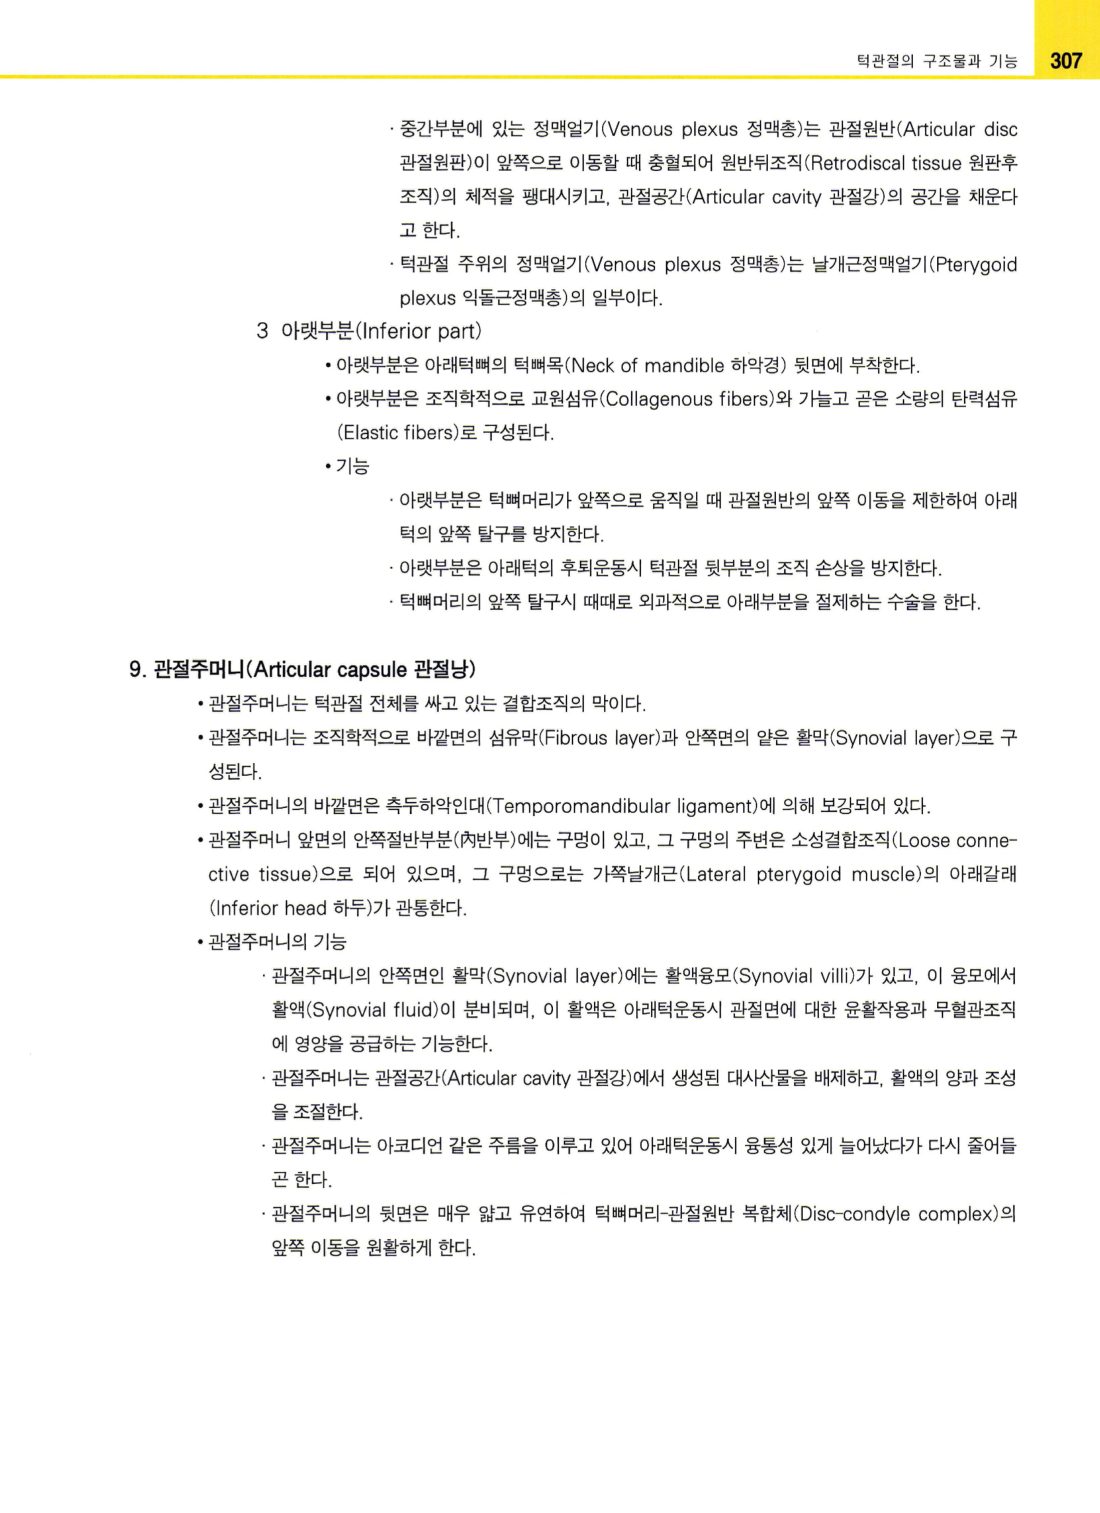 턱관절의 구조물과 기능 307
· 중간부분에 있는 정맥얼기(Venous plexus 정맥총)는 관절원반(Articular disc
관절원판)이 앞쪽으로 이동할 때 충혈되어 원반뒤조직(Retrodiscal tissue 원판후
조직)의 체적을 팽대시키고, 관절공간(Articular cavity 관절강)의 공간을 채운다
고 한다.
· 턱관절 주위의 정맥얼기(Venous plexus 정맥총)는 날개근정맥얼기(Pterygoid
plexus 익돌근정맥총)의 일부이다.
3 아랫부분(Inferior part)
• 아랫부분은 아래턱뼈의 턱뼈목(Neck of mandible 하악경) 뒷면에 부착한다.
• 아랫부분은 조직학적으로 교원섬유(Collagenous fibers)와 가늘고 곧은 소량의 탄력섬유
(Elastic fibers)로 구성된다.
• 기능
· 아랫부분은 턱뼈머리가 앞쪽으로 움직일 때 관절원반의 앞쪽 이동을 제한하여 아래
턱의 앞쪽 탈구를 방지한다.
· 아랫부분은 아래턱의 후퇴운동시 턱관절 뒷부분의 조직 손상을 방지한다.
· 턱뼈머리의 앞쪽 탈구시 때때로 외과적으로 아래부분을 절제하는 수술을 한다.
9. 관절주머니(Articular capsule 관절낭)
• 관절주머니는 턱관절 전체를 싸고 있는 결합조직의 막이다.
• 관절주머니는 조직학적으로 바깥면의 섬유막(Fibrous layer)과 안쪽면의 얕은 활막(Synovial layer)으로 구
성된다.
• 관절주머니의 바깥면은 측두하악인대(Temporomandibular ligament)에 의해 보강되어 있다.
• 관절주머니 앞면의 안쪽절반부분(內반부)에는 구멍이 있고, 그 구멍의 주변은 소성결합조직(Loose conne-
ctive tissue)으로 되어 있으며, 그 구멍으로는 가쪽날개근(Lateral pterygoid muscle)의 아래갈래
(Inferior head 하두)가 관통한다.
• 관절주머니의 기능
· 관절주머니의 안쪽면인 활막(Synovial layer)에는 활액융모(Synovial villi)가 있고, 이 융모에서
활액(Synovial fluid)이 분비되며, 이 활액은 아래턱운동시 관절면에 대한 윤활작용과 무혈관조직
에 영양을 공급하는 기능한다.
· 관절주머니는 관절공간(Articular cavity 관절강)에서 생성된 대사산물을 배제하고, 활액의 양과 조성
을 조절한다.
· 관절주머니는 아코디언 같은 주름을 이루고 있어 아래턱운동시 융통성 있게 늘어났다가 다시 줄어들
곤 한다.
· 관절주머니의 뒷면은 매우 얇고 유연하여 턱뼈머리-관절원반 복합체(Disc-condyle complex)의
앞쪽 이동을 원활하게 한다.